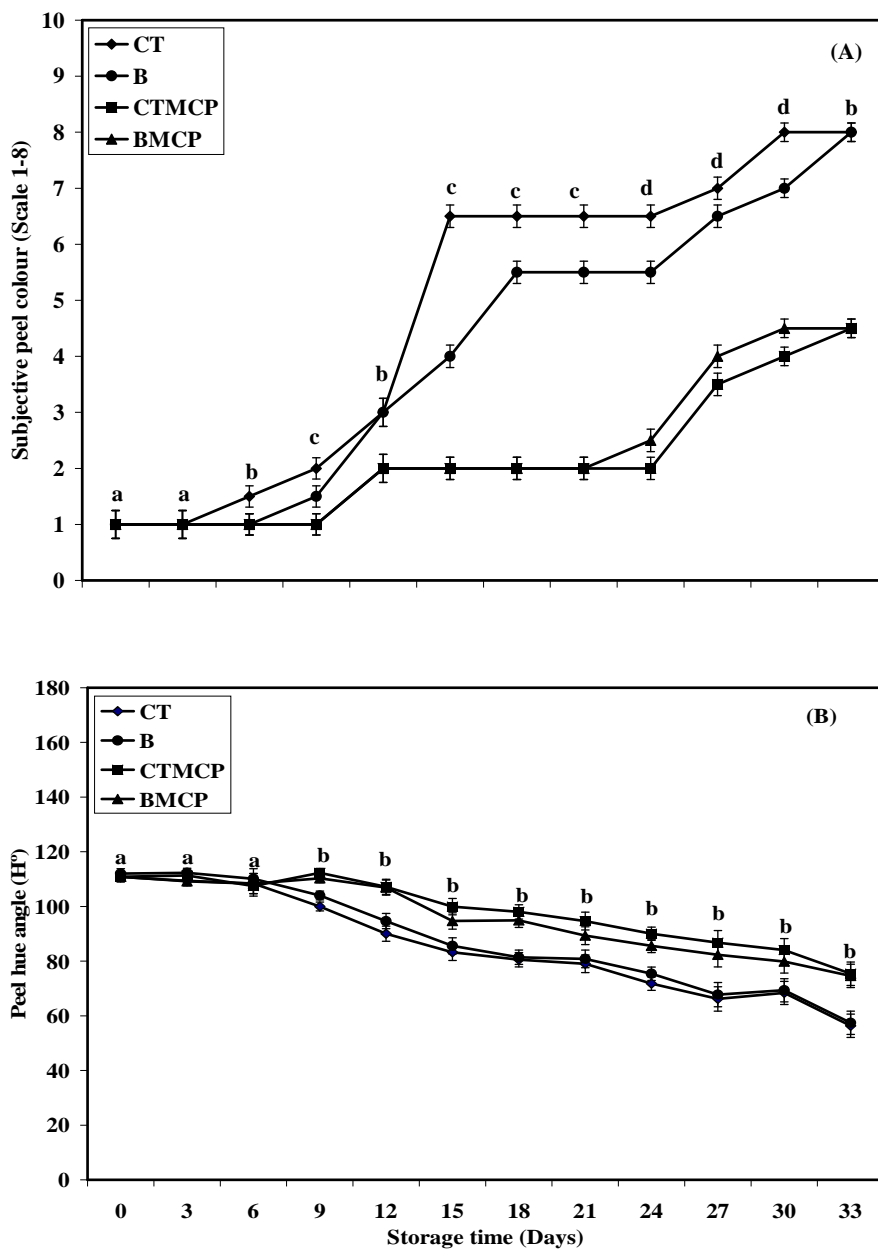 10
9
8
7
6
5
4
3
2
1
0
Subjective peel colour (Scale 1-8)
CT
B
CTMCP
BMCP
(A)
a a b c b c c c d d d b
180
160
140
120
100
80
60
40
20
0
Peel hue angle (Hº)
CT
B
CTMCP
BMCP
(B)
a a a b b b b b b b b b
0 3 6 9 12 15 18 21 24 27 30 33
Storage time (Days)